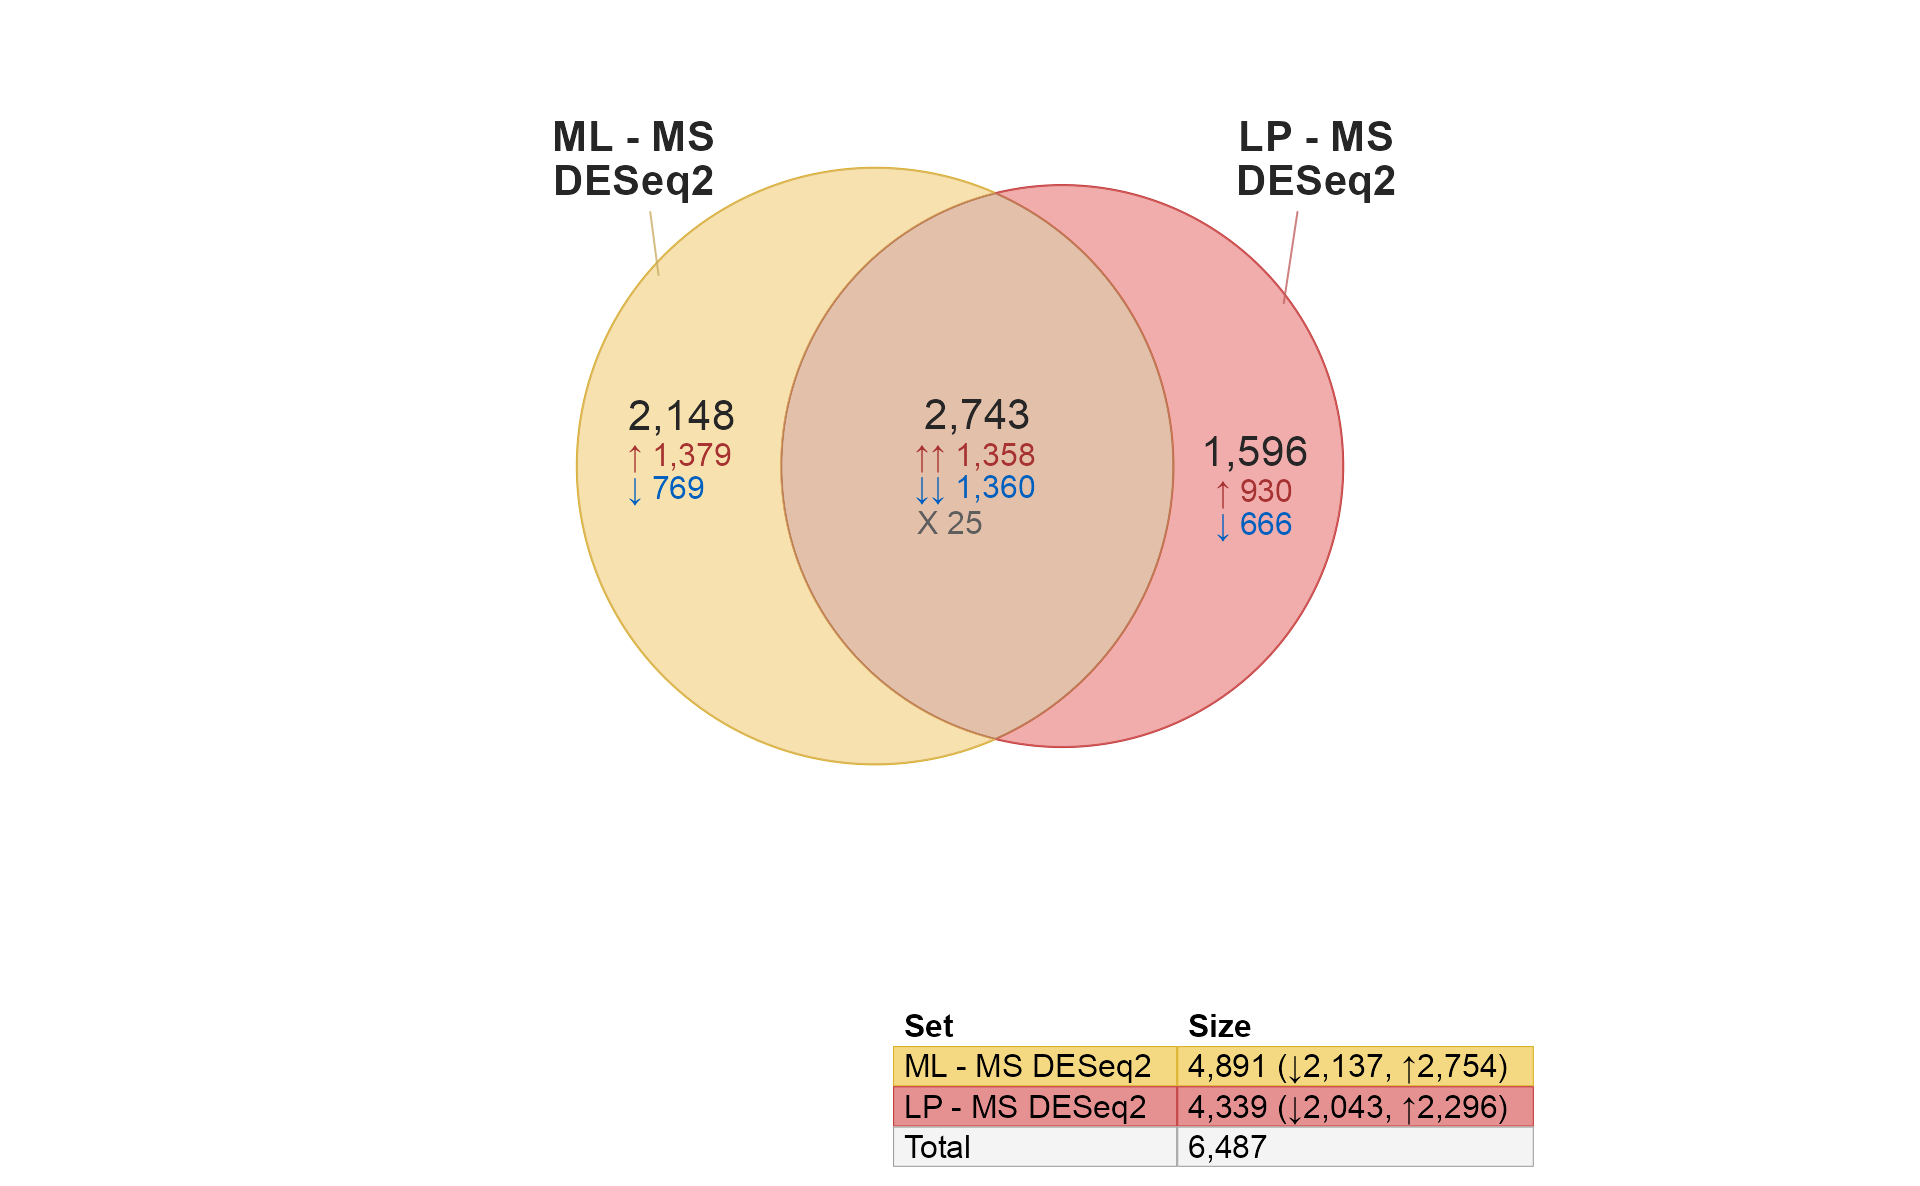 ML - MS
DESeq2
LP - MS
DESeq2
2,148
↑ 1,379
↓ 769
2,743
↑↑ 1,358
↓↓ 1,360
X 25
1,596
↑ 930
↓ 666
Set Size
ML - MS DESeq2 4,891 (↓2,137, ↑2,754)
LP - MS DESeq2 4,339 (↓2,043, ↑2,296)
Total 6,487